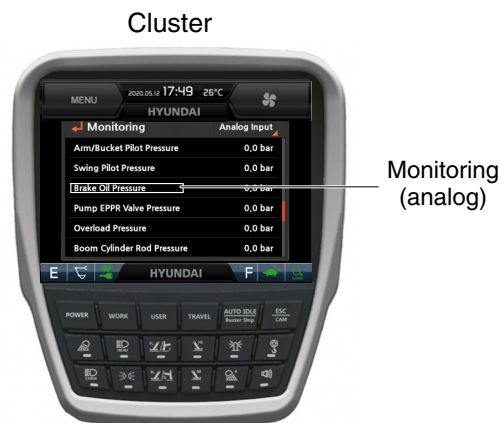 Cluster
MENU
2020.05.12 17:49 26°C
HYUNDAI
Monitoring Analog Input
Arm/Bucket Pilot Pressure 0,0 bar
Swing Pilot Pressure 0,0 bar
Brake Oil Pressure 0,0 bar
Pump EPPR Valve Pressure 0,0 bar
Overload Pressure 0,0 bar
Boom Cylinder Rod Pressure 0,0 bar
Monitoring
(analog)
E HYUNDAI F
POWER WORK USER TRAVEL AUTO IDLE ESC
Buzzer Stop CAM
HEAD
CABIN